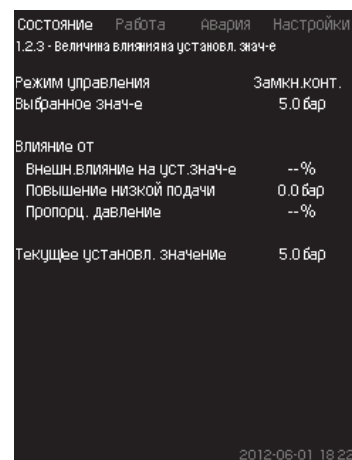 Состояние Работа Авария Настройки
1.2.3 - Величина влияния на установл. знач-е
Режим управления Замкн.конт.
Выбранное знач-е 5.0 бар
Влияние от
Внешн.влияние на уст.знач-е --%
Повышение низкой подачи 0.0 бар
Пропорц. давление --%
Текущее установл. значение 5.0 бар
2012-06-01 18:22